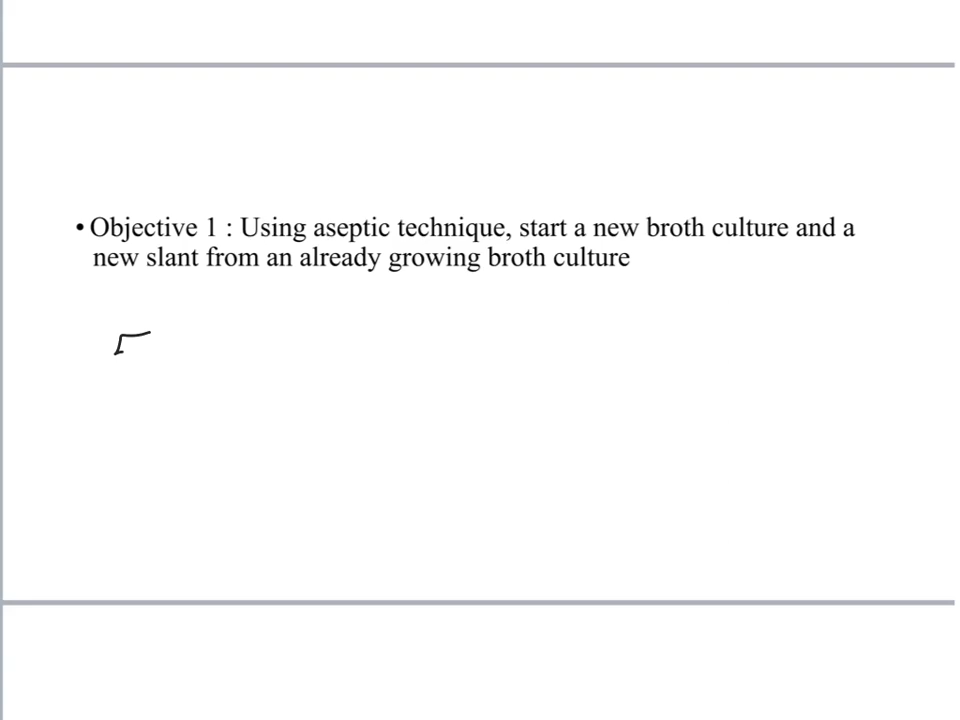 • Objective 1 : Using aseptic technique, start a new broth culture and a
new slant from an already growing broth culture